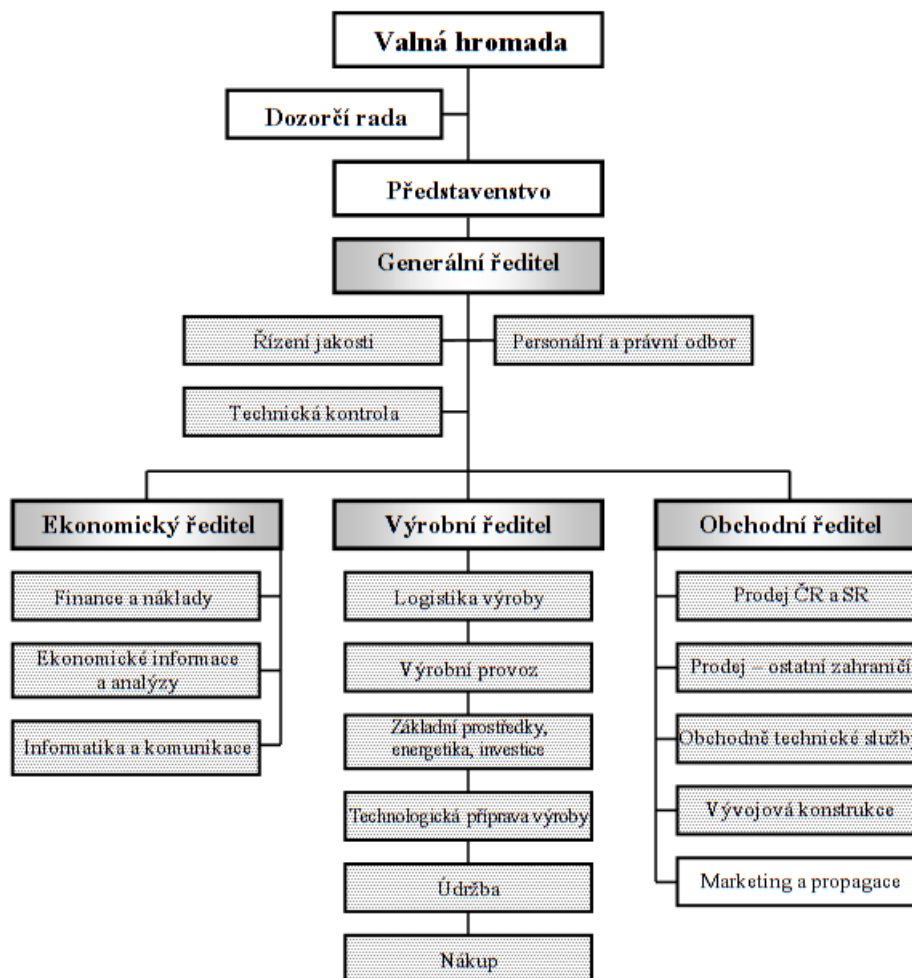 Valná hromada
Dozorčí rada
Představenstvo
Generální ředitel
Řízení jakosti
Personální a právní odbor
Technická kontrola
Ekonomický ředitel
Výrobní ředitel
Obchodní ředitel
Finance a náklady
Ekonomické informace
a analýzy
Informatika a komunikace
Logistika výroby
Výrobní provoz
Základní prostředky,
energetika, investice
Technologická příprava výroby
Údržba
Nákup
Prodej ČR a SR
Prodej – ostatní zahraničí
Obchodně technické služby
Vývojová konstrukce
Marketing a propagace